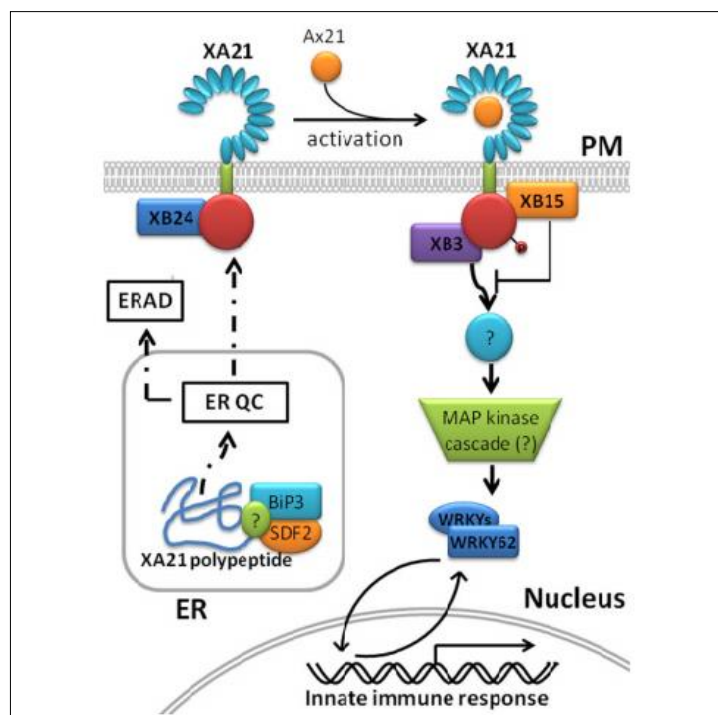 Ax21
XA21
XA21
activation
PM
XB24
XB15
XB3
P
ERAD
?
ER QC
MAP kinase
cascade (?)
BiP3
?
SDF2
XA21 polypeptide
WRKYs
WRKY62
ER
Nucleus
Innate immune response